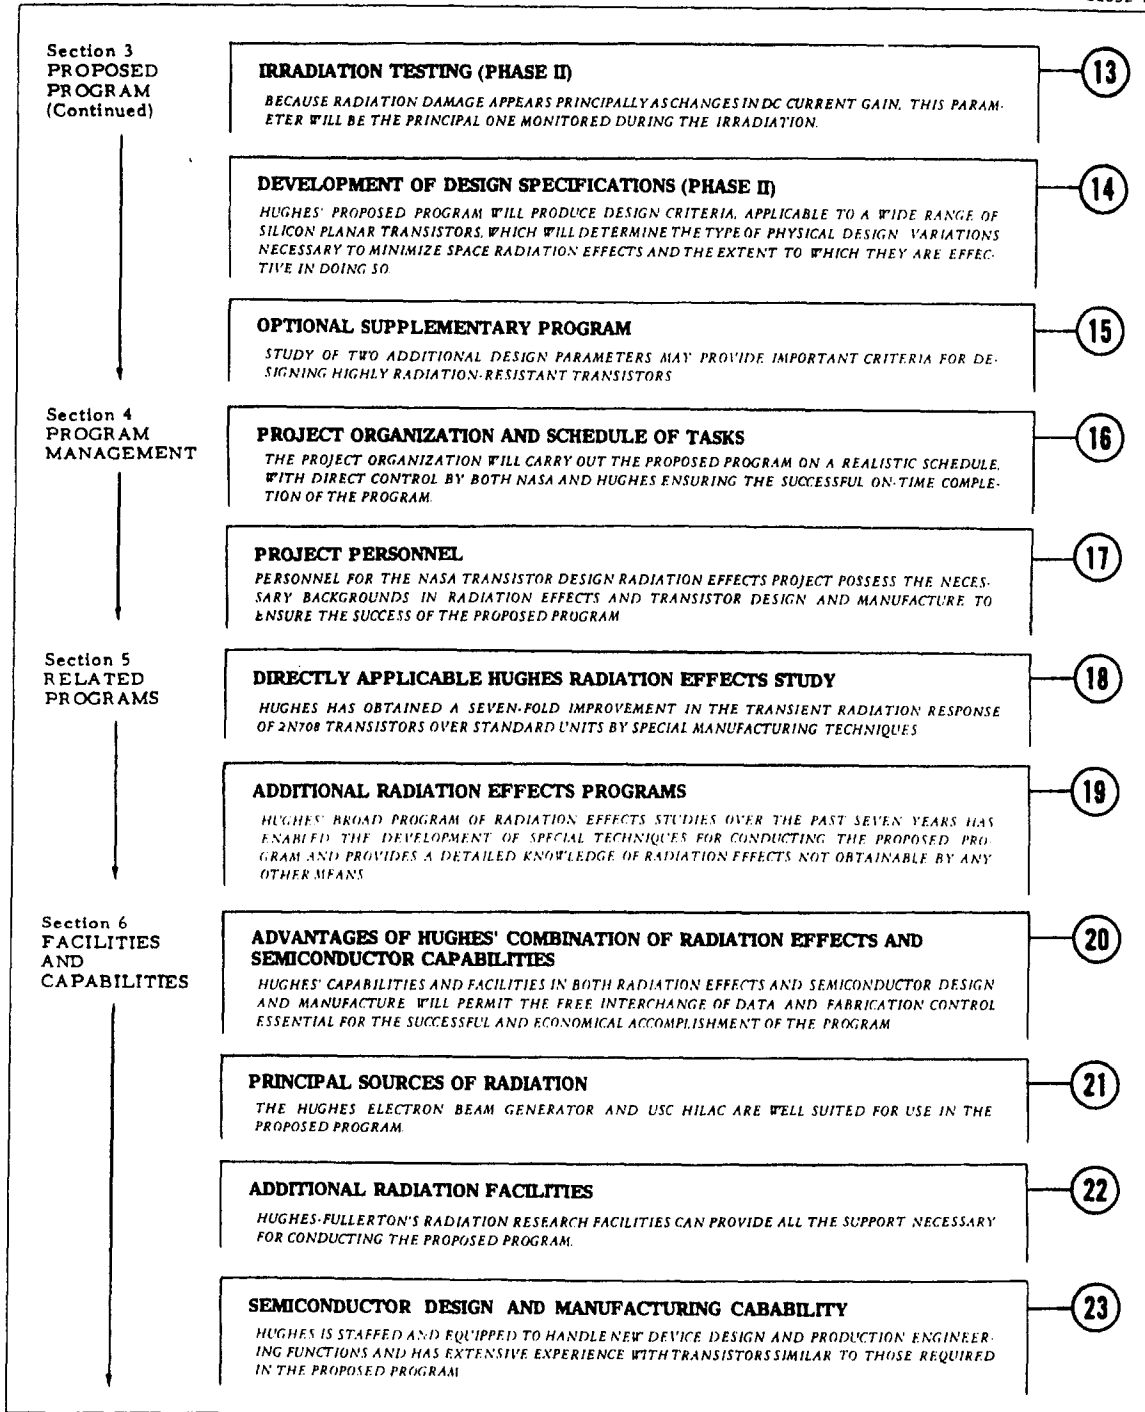 Section 3
PROPOSED
PROGRAM
(Continued)
IRRADIATION TESTING (PHASE II)
BECAUSE RADIATION DAMAGE APPEARS PRINCIPALLY AS CHANGES IN DC CURRENT GAIN, THIS PARAM-
ETER WILL BE THE PRINCIPAL ONE MONITORED DURING THE IRRADIATION.
13
DEVELOPMENT OF DESIGN SPECIFICATIONS (PHASE II)
HUGHES' PROPOSED PROGRAM WILL PRODUCE DESIGN CRITERIA, APPLICABLE TO A WIDE RANGE OF
SILICON PLANAR TRANSISTORS, WHICH WILL DETERMINE THE TYPE OF PHYSICAL DESIGN VARIATIONS
NECESSARY TO MINIMIZE SPACE RADIATION EFFECTS AND THE EXTENT TO WHICH THEY ARE EFFEC-
TIVE IN DOING SO
14
OPTIONAL SUPPLEMENTARY PROGRAM
STUDY OF TWO ADDITIONAL DESIGN PARAMETERS MAY PROVIDE IMPORTANT CRITERIA FOR DE-
SIGNING HIGHLY RADIATION-RESISTANT TRANSISTORS
15
Section 4
PROGRAM
MANAGEMENT
PROJECT ORGANIZATION AND SCHEDULE OF TASKS
THE PROJECT ORGANIZATION WILL CARRY OUT THE PROPOSED PROGRAM ON A REALISTIC SCHEDULE,
WITH DIRECT CONTROL BY BOTH NASA AND HUGHES ENSURING THE SUCCESSFUL ON-TIME COMPLE-
TION OF THE PROGRAM.
16
PROJECT PERSONNEL
PERSONNEL FOR THE NASA TRANSISTOR DESIGN RADIATION EFFECTS PROJECT POSSESS THE NECES-
SARY BACKGROUNDS IN RADIATION EFFECTS AND TRANSISTOR DESIGN AND MANUFACTURE TO
ENSURE THE SUCCESS OF THE PROPOSED PROGRAM
17
Section 5
RELATED
PROGRAMS
DIRECTLY APPLICABLE HUGHES RADIATION EFFECTS STUDY
HUGHES HAS OBTAINED A SEVEN-FOLD IMPROVEMENT IN THE TRANSIENT RADIATION RESPONSE
OF 2N708 TRANSISTORS OVER STANDARD UNITS BY SPECIAL MANUFACTURING TECHNIQUES
18
ADDITIONAL RADIATION EFFECTS PROGRAMS
HUGHES' BROAD PROGRAM OF RADIATION EFFECTS STUDIES OVER THE PAST SEVEN YEARS HAS
ENABLED THE DEVELOPMENT OF SPECIAL TECHNIQUES FOR CONDUCTING THE PROPOSED PRO-
GRAM AND PROVIDES A DETAILED KNOWLEDGE OF RADIATION EFFECTS NOT OBTAINABLE BY ANY
OTHER MEANS
19
Section 6
FACILITIES
AND
CAPABILITIES
ADVANTAGES OF HUGHES' COMBINATION OF RADIATION EFFECTS AND
SEMICONDUCTOR CAPABILITIES
HUGHES' CAPABILITIES AND FACILITIES IN BOTH RADIATION EFFECTS AND SEMICONDUCTOR DESIGN
AND MANUFACTURE WILL PERMIT THE FREE INTERCHANGE OF DATA AND FABRICATION CONTROL
ESSENTIAL FOR THE SUCCESSFUL AND ECONOMICAL ACCOMPLISHMENT OF THE PROGRAM
20
PRINCIPAL SOURCES OF RADIATION
THE HUGHES ELECTRON BEAM GENERATOR AND USC HILAC ARE WELL SUITED FOR USE IN THE
PROPOSED PROGRAM.
21
ADDITIONAL RADIATION FACILITIES
HUGHES-FULLERTON'S RADIATION RESEARCH FACILITIES CAN PROVIDE ALL THE SUPPORT NECESSARY
FOR CONDUCTING THE PROPOSED PROGRAM.
22
SEMICONDUCTOR DESIGN AND MANUFACTURING CABABILITY
HUGHES IS STAFFED AND EQUIPPED TO HANDLE NEW DEVICE DESIGN AND PRODUCTION ENGINEER-
ING FUNCTIONS AND HAS EXTENSIVE EXPERIENCE WITH TRANSISTORS SIMILAR TO THOSE REQUIRED
IN THE PROPOSED PROGRAM
23